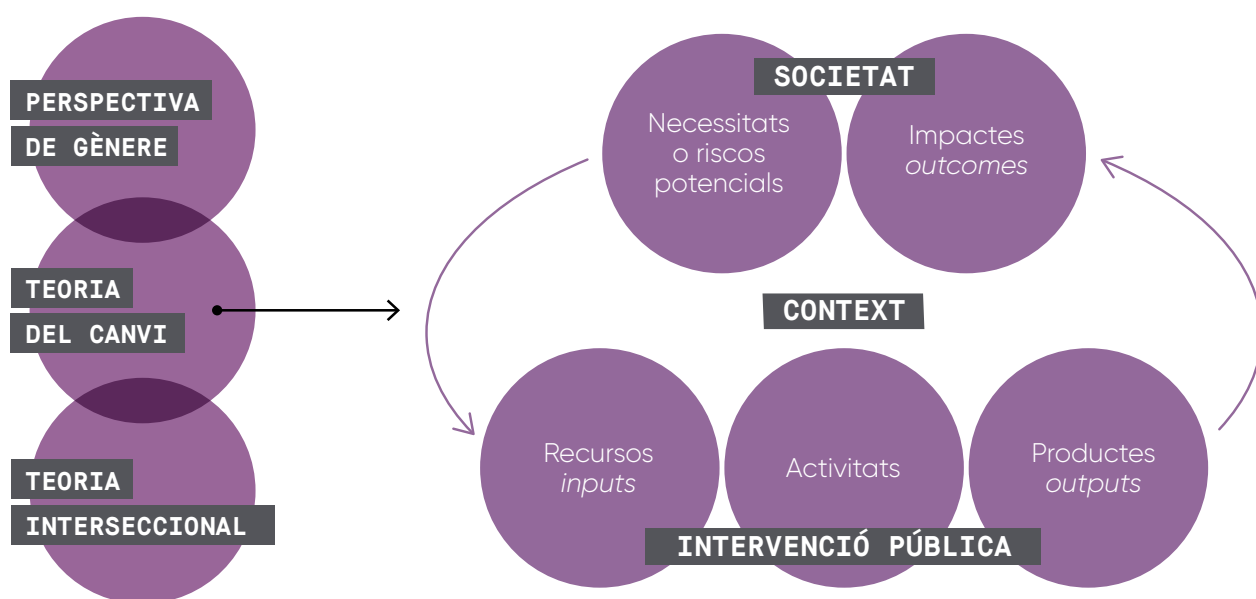 PERSPECTIVA
DE GÈNERE
TEORIA
DEL CANVI
TEORIA
INTERSECCIONAL
SOCIETAT
Necessitats
o riscos
potencials
Impactes
outcomes
CONTEXT
Recursos
inputs
Activitats
Productes
outputs
INTERVENCIÓ PÚBLICA